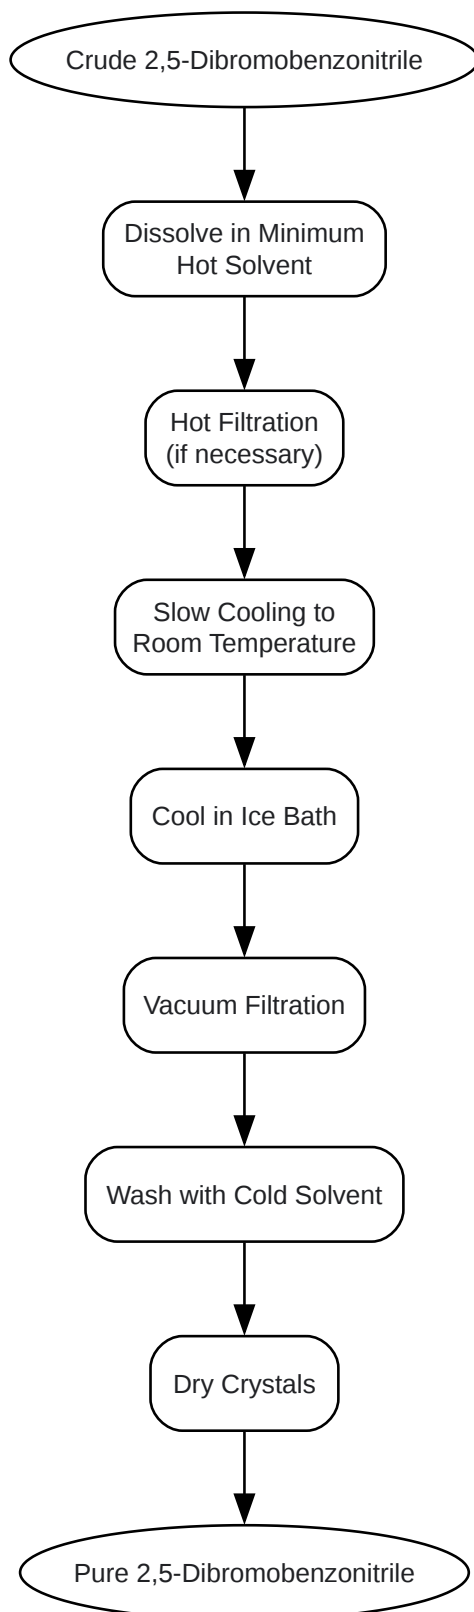 Crude 2,5-Dibromobenzonitrile
Dissolve in Minimum
Hot Solvent
Hot Filtration
(if necessary)
Slow Cooling to
Room Temperature
Cool in Ice Bath
Vacuum Filtration
Wash with Cold Solvent
Dry Crystals
Pure 2,5-Dibromobenzonitrile